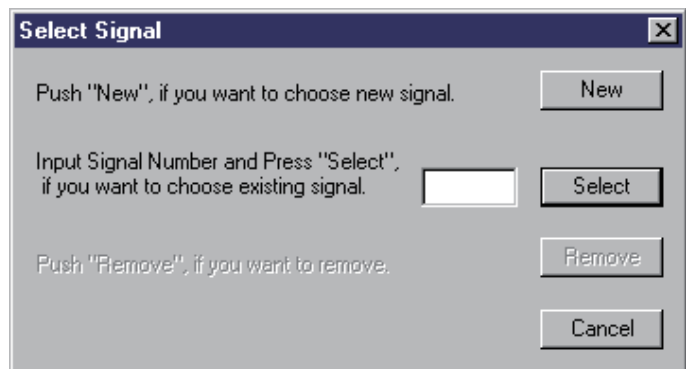 Select Signal
Push "New", if you want to choose new signal.
New
Input Signal Number and Press "Select",
if you want to choose existing signal.
Select
Push "Remove", if you want to remove.
Remove
Cancel